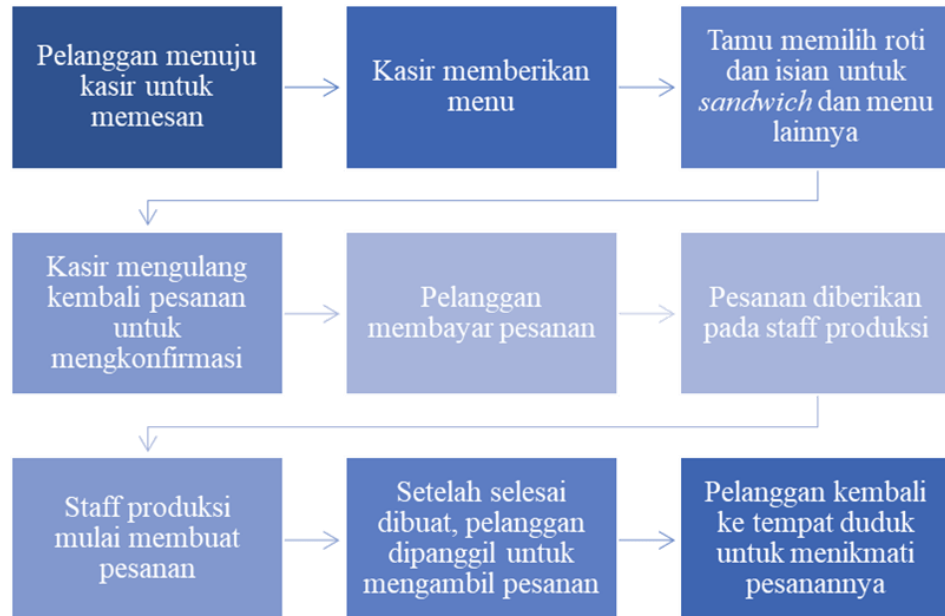 Pelanggan menuju
kasir untuk
memesan
Kasir memberikan
menu
Tamu memilih roti
dan isian untuk
sandwich dan menu
lainnya
Kasir mengulang
kembali pesanan
untuk
mengkonfirmasi
Pelanggan
membayar pesanan
Pesanan diberikan
pada staff produksi
Staff produksi
mulai membuat
pesanan
Setelah selesai
dibuat, pelanggan
dipanggil untuk
mengambil pesanan
Pelanggan kembali
ke tempat duduk
untuk menikmati
pesanannya